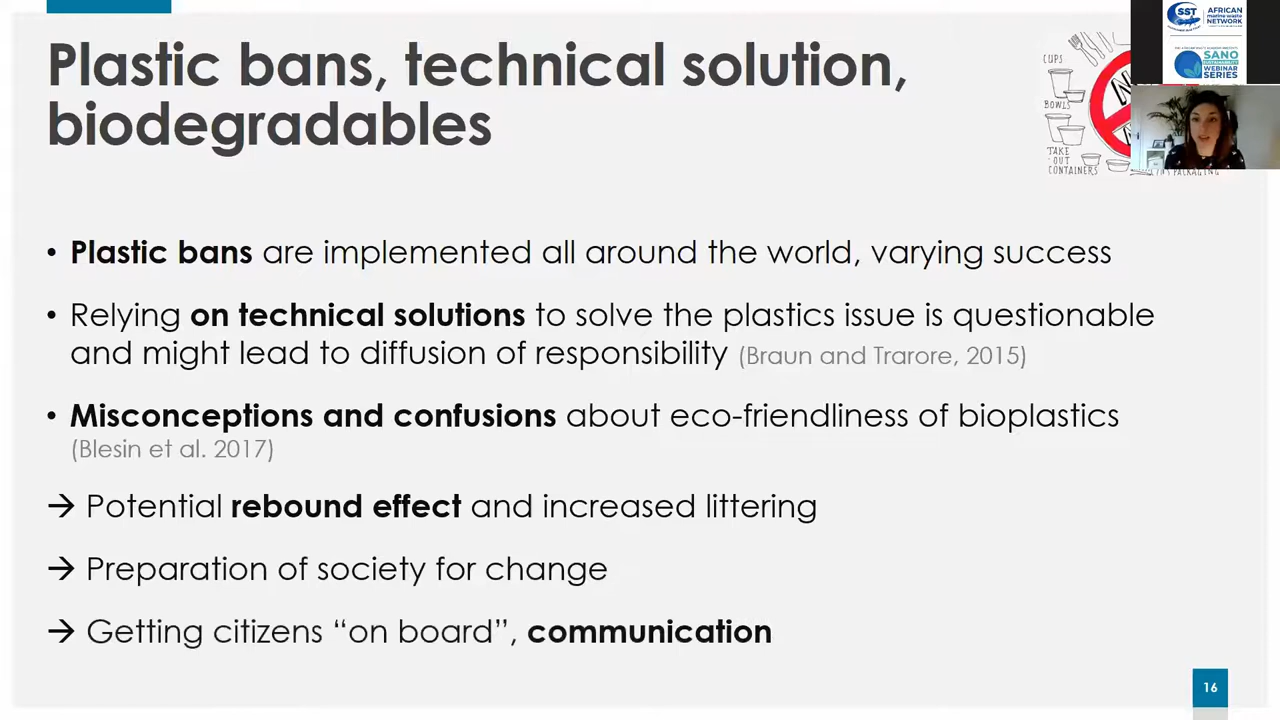 Plastic bans, technical solution,
biodegradables
CUPS
BOWLS
TAKE
OUT
CONTAINERS
PACKAGING
SST
AFRICAN
marine waste
NETWORK
SANO
WEBINAR
SERIES
• Plastic bans are implemented all around the world, varying success
• Relying on technical solutions to solve the plastics issue is questionable
and might lead to diffusion of responsibility (Braun and Trarore, 2015)
• Misconceptions and confusions about eco-friendliness of bioplastics
(Blesin et al. 2017)
→ Potential rebound effect and increased littering
→ Preparation of society for change
→ Getting citizens “on board”, communication
16